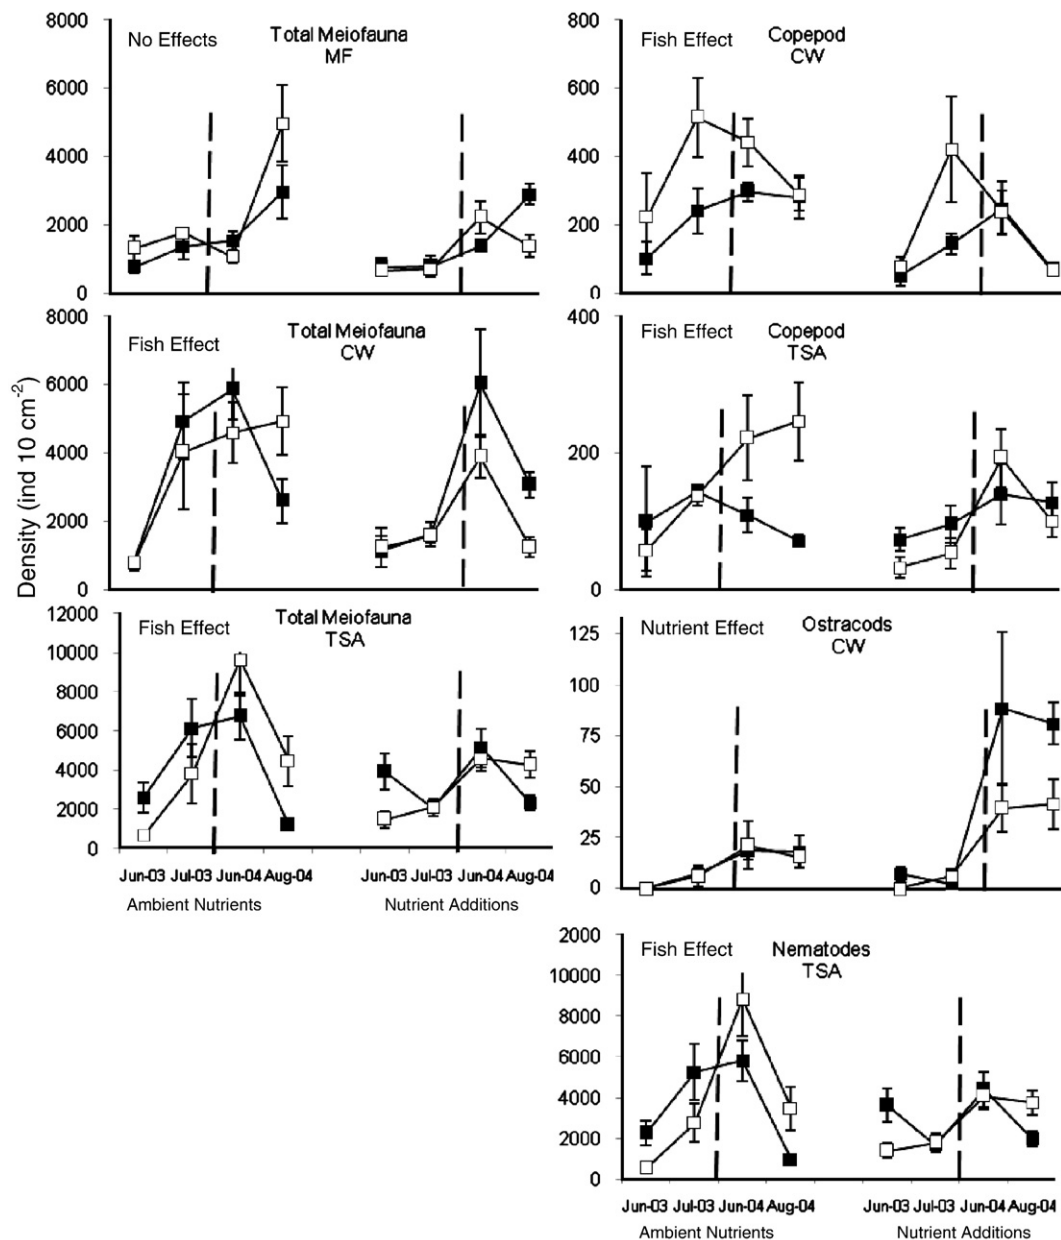 Density (ind 10 cm⁻²)
No Effects
Total Meiofauna
MF
8000
6000
4000
2000
0
Fish Effect
Copepod
CW
800
600
400
200
0
Fish Effect
Total Meiofauna
CW
8000
6000
4000
2000
0
Fish Effect
Copepod
TSA
400
200
0
Fish Effect
Total Meiofauna
TSA
12000
10000
8000
6000
4000
2000
0
Jun-03 Jul-03 Jun-04 Aug-04
Jun-03 Jul-03 Jun-04 Aug-04
Ambient Nutrients
Nutrient Additions
Nutrient Effect
Ostracods
CW
125
100
75
50
25
0
Fish Effect
Nematodes
TSA
2000
10000
8000
6000
4000
2000
0
Jun-03 Jul-03 Jun-04 Aug-04
Jun-03 Jul-03 Jun-04 Aug-04
Ambient Nutrients
Nutrient Additions